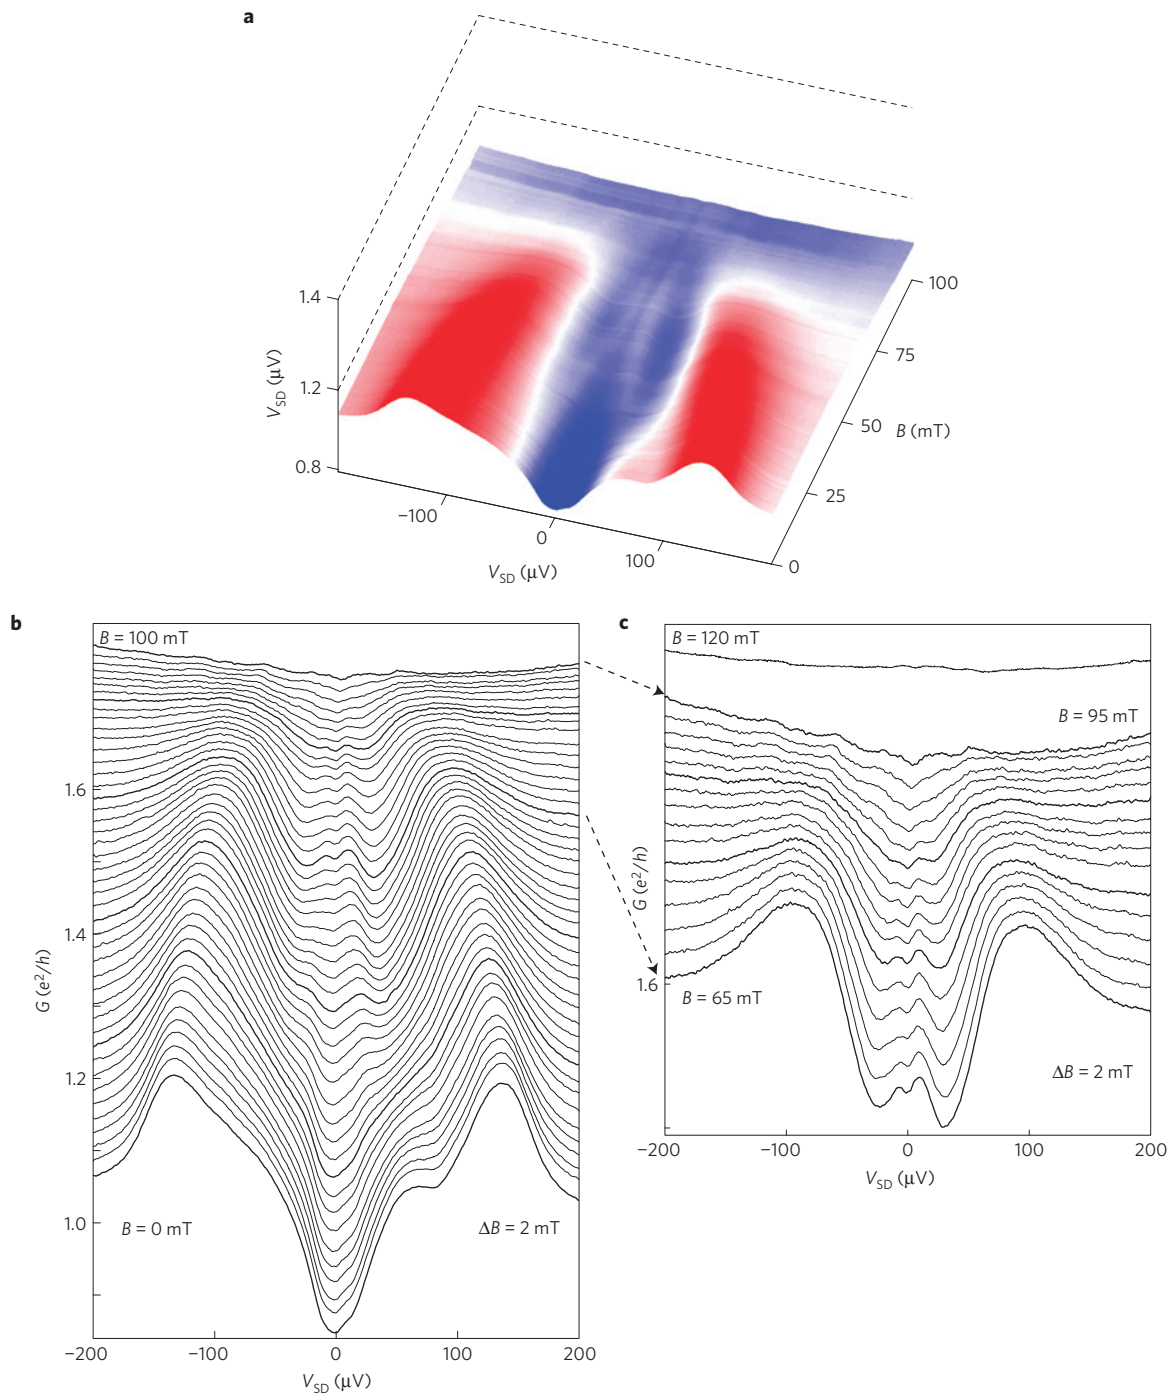 a
1.4
1.2
0.8
V_SD (μV)
−100
0
100
V_SD (μV)
100
75
50
25
0
B (mT)
b
B = 100 mT
1.6
1.4
1.2
1.0
G (e²/h)
B = 0 mT
ΔB = 2 mT
−200
−100
0
100
200
V_SD (μV)
c
B = 120 mT
B = 95 mT
G (e²/h)
1.6
B = 65 mT
ΔB = 2 mT
−200
−100
0
100
200
V_SD (μV)